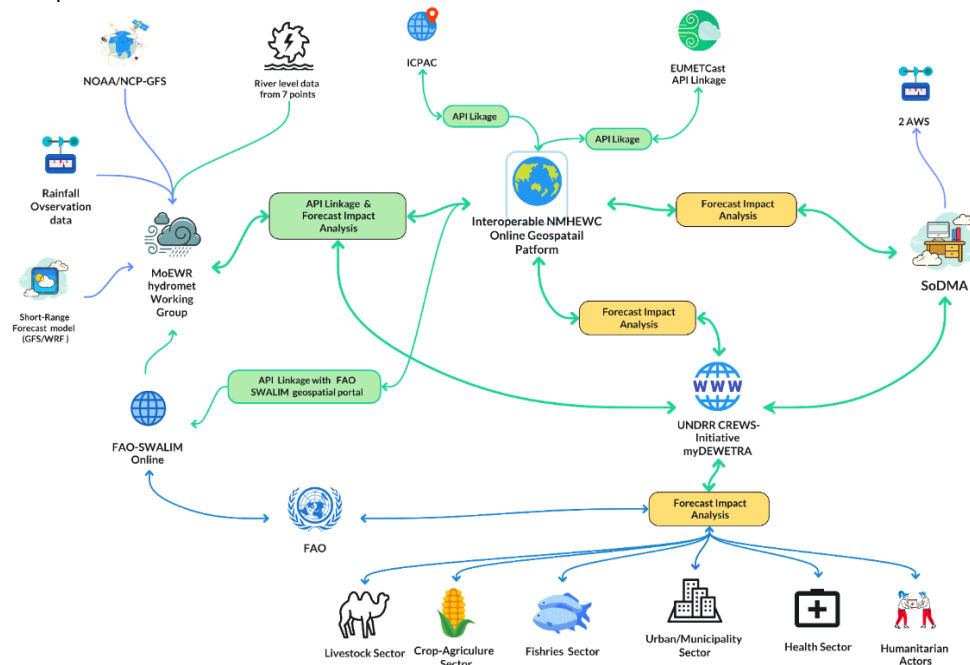 NOAA/NCP-GFS
River level data
from 7 points
ICPAC
EUMETCast
API Linkage
API Likage
API Likage
2 AWS
Rainfall
Ovservation
data
API Linkage &
Forecast Impact
Analysis
Interoperable NMHEWC
Online Geospatail
Patform
Forecast Impact
Analysis
MoEWR
hydromet
Working
Group
SoDMA
Short-Range
Forecast model
(GFS/WRF )
Forecast Impact
Analysis
API Linkage with FAO
SWALIM geospatial portal
WWW
FAO-SWALIM
Online
UNDRR CREWS-
Initiative
myDEWETRA
Forecast Impact
Analysis
FAO
Livestock Sector
Crop-Agriculure
Sector
Fishries Sector
Urban/Municipality
Sector
Health Sector
Humanitarian
Actors